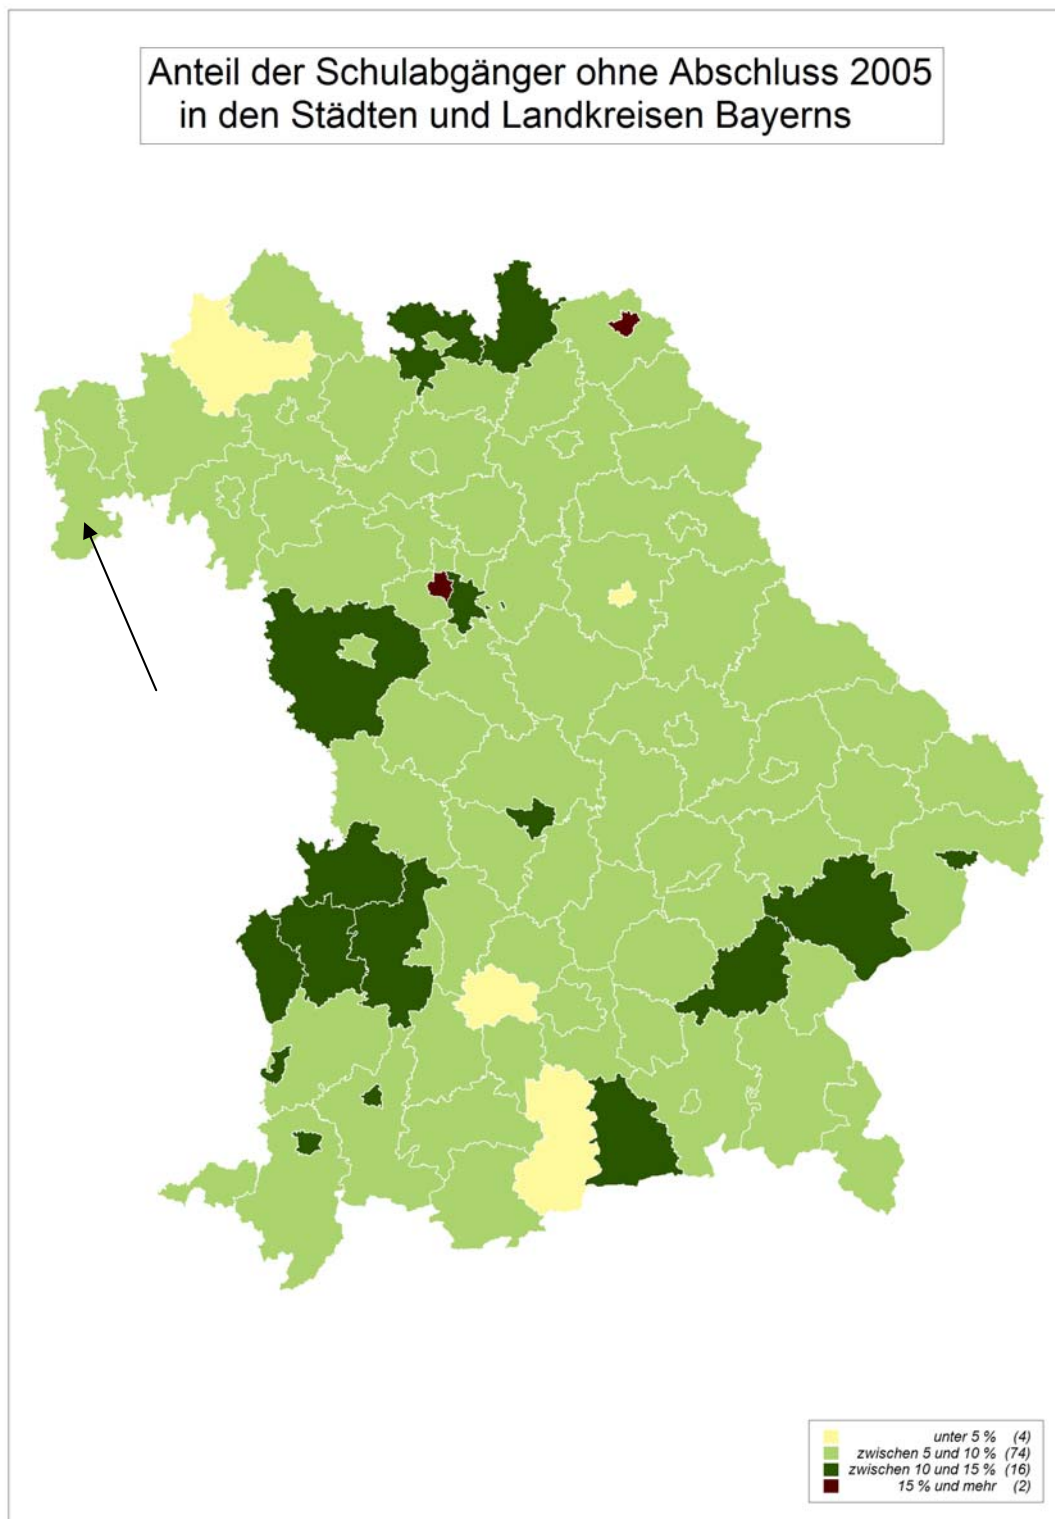 Anteil der Schulabgänger ohne Abschluss 2005
in den Städten und Landkreisen Bayerns
unter 5 % (4)
zwischen 5 und 10 % (74)
zwischen 10 und 15 % (16)
15 % und mehr (2)